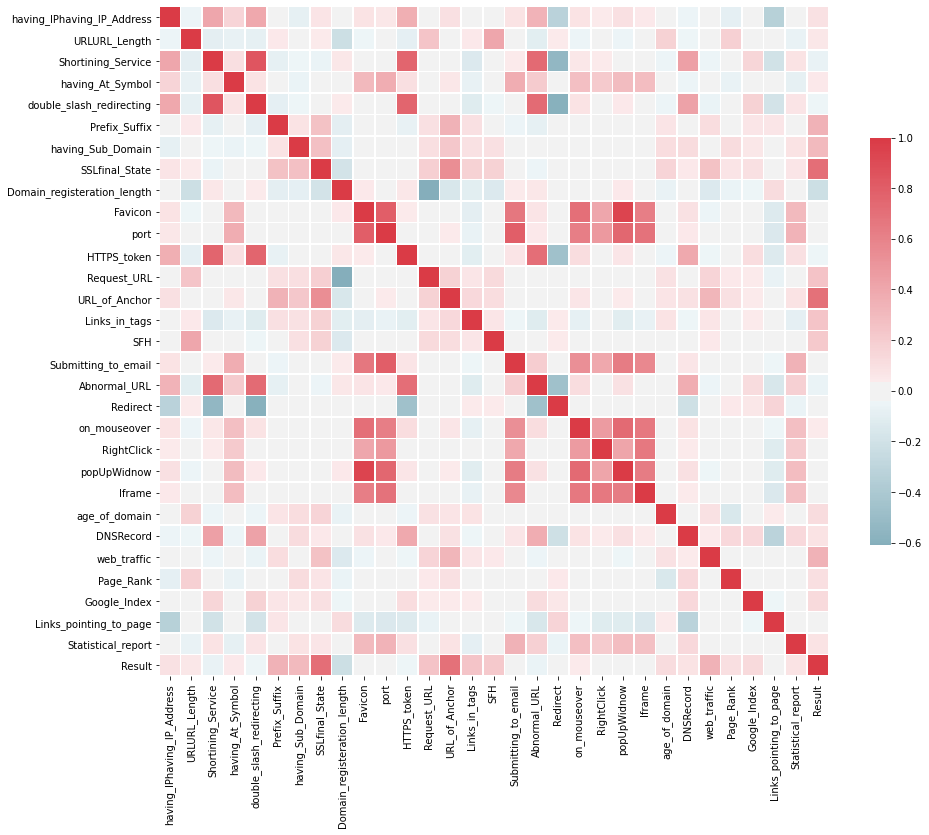 having_IPhaving_IP_Address
URLURL_Length
Shortining_Service
having_At_Symbol
double_slash_redirecting
Prefix_Suffix
having_Sub_Domain
SSLfinal_State
Domain_registeration_length
Favicon
port
HTTPS_token
Request_URL
URL_of_Anchor
Links_in_tags
SFH
Submitting_to_email
Abnormal_URL
Redirect
on_mouseover
RightClick
popUpWidnow
Iframe
age_of_domain
DNSRecord
web_traffic
Page_Rank
Google_Index
Links_pointing_to_page
Statistical_report
Result
1.0
0.8
0.6
0.4
0.2
0.0
−0.2
−0.4
−0.6
having_IPhaving_IP_Address
URLURL_Length
Shortining_Service
having_At_Symbol
double_slash_redirecting
Prefix_Suffix
having_Sub_Domain
SSLfinal_State
Domain_registeration_length
Favicon
port
HTTPS_token
Request_URL
URL_of_Anchor
Links_in_tags
SFH
Submitting_to_email
Abnormal_URL
Redirect
on_mouseover
RightClick
popUpWidnow
Iframe
age_of_domain
DNSRecord
web_traffic
Page_Rank
Google_Index
Links_pointing_to_page
Statistical_report
Result